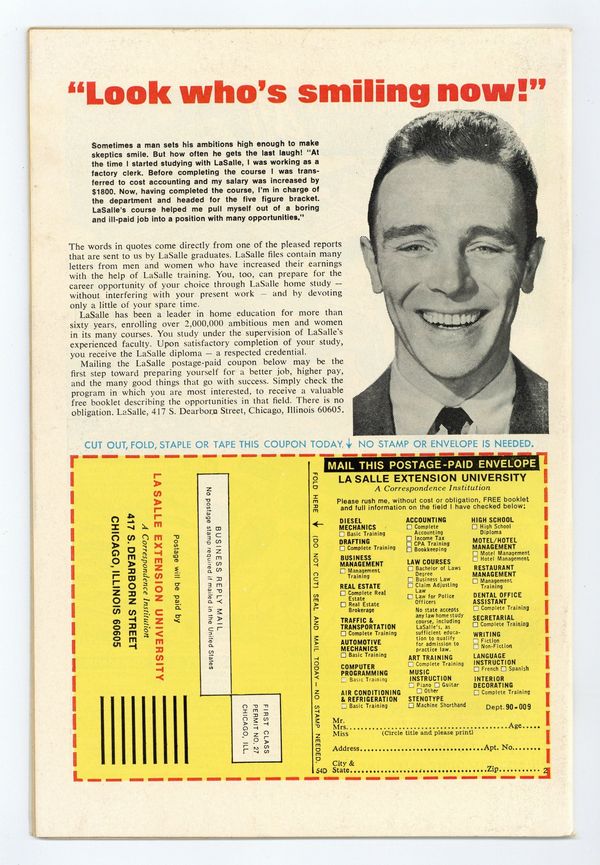 “Look who’s smiling now!”
Sometimes a man sets his ambitions high enough to make
skeptics smile. But how often he gets the last laugh! “At
the time I started studying with LaSalle, I was working as a
factory clerk. Before completing the course I was trans-
ferred to cost accounting and my salary was increased by
$1800. Now, having completed the course, I’m in charge of
the department and headed for the five figure bracket.
LaSalle’s course helped me pull myself out of a boring
and ill-paid job into a position with many opportunities.”
The words in quotes come directly from one of the pleased reports
that are sent to us by LaSalle graduates. LaSalle files contain many
letters from men and women who have increased their earnings
with the help of LaSalle training. You, too, can prepare for the
career opportunity of your choice through LaSalle home study —
without interfering with your present work — and by devoting
only a little of your spare time.
LaSalle has been a leader in home education for more than
sixty years, enrolling over 2,000,000 ambitious men and women
in its many courses. You study under the supervision of LaSalle’s
experienced faculty. Upon satisfactory completion of your study,
you receive the LaSalle diploma — a respected credential.
Mailing the LaSalle postage-paid coupon below may be the
first step toward preparing yourself for a better job, higher pay,
and the many good things that go with success. Simply check the
program in which you are most interested, to receive a valuable
free booklet describing the opportunities in that field. There is no
obligation. LaSalle, 417 S. Dearborn Street, Chicago, Illinois 60605.
CUT OUT, FOLD, STAPLE OR TAPE THIS COUPON TODAY ↓ NO STAMP OR ENVELOPE IS NEEDED.
FIRST CLASS
PERMIT NO. 27
CHICAGO, ILL.
BUSINESS REPLY MAIL
No postage stamp required if mailed in the United States
Postage will be paid by
LA SALLE EXTENSION UNIVERSITY
A Correspondence Institution
417 S. DEARBORN STREET
CHICAGO, ILLINOIS 60605
FOLD HERE → (DO NOT CUT) SEAL AND MAIL TODAY – NO STAMP NEEDED.
MAIL THIS POSTAGE-PAID ENVELOPE
LA SALLE EXTENSION UNIVERSITY
A Correspondence Institution
Please rush me, without cost or obligation, FREE booklet
and full information on the field I have checked below:
DIESEL
MECHANICS
☐ Basic Training
DRAFTING
☐ Complete Training
BUSINESS
MANAGEMENT
☐ Management
Training
REAL ESTATE
☐ Complete Real
Estate
☐ Real Estate
Brokerage
TRAFFIC &
TRANSPORTATION
☐ Complete Training
AUTOMOTIVE
MECHANICS
☐ Basic Training
COMPUTER
PROGRAMMING
☐ Basic Training
AIR CONDITIONING
& REFRIGERATION
☐ Basic Training
ACCOUNTING
☐ Complete
Accounting
☐ Income Tax
☐ CPA Training
☐ Bookkeeping
LAW COURSES
☐ Bachelor of Laws
Degree
☐ Business Law
☐ Claim Adjusting
Law
☐ Law for Police
Officers
No state accepts
any law home study
course, including
LaSalle’s, as
sufficient educa-
tion to qualify
for admission to
practice law.
ART TRAINING
☐ Complete Training
MUSIC
INSTRUCTION
☐ Piano ☐ Guitar
☐ Other
STENOTYPE
☐ Machine Shorthand
HIGH SCHOOL
☐ High School
Diploma
MOTEL/HOTEL
MANAGEMENT
☐ Motel Management
☐ Hotel Management
RESTAURANT
MANAGEMENT
☐ Management
Training
DENTAL OFFICE
ASSISTANT
☐ Complete Training
SECRETARIAL
☐ Complete Training
WRITING
☐ Fiction
☐ Non-Fiction
LANGUAGE
INSTRUCTION
☐ French ☐ Spanish
INTERIOR
DECORATING
☐ Complete Training
Dept. 90-009
Mr.
Mrs. Age
Miss (Circle title and please print)
Address Apt. No.
City &
State Zip
54D
2